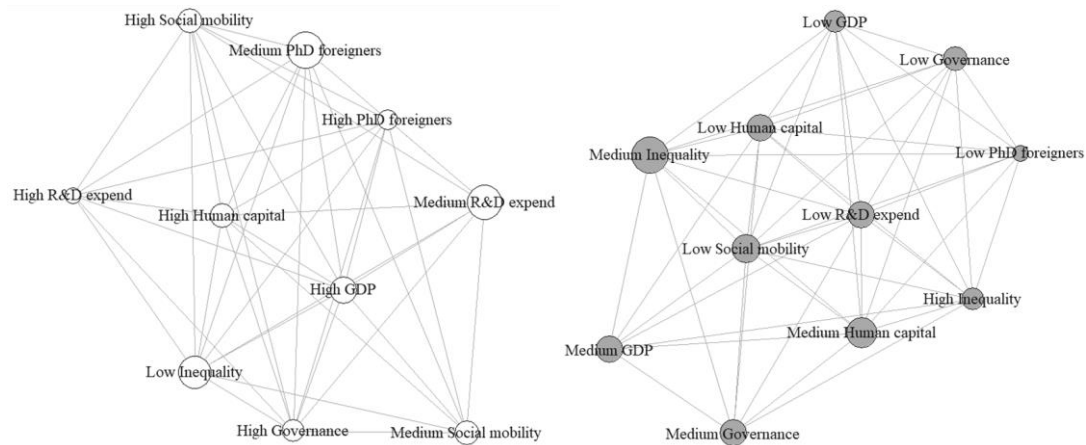 High Social mobility
Medium PhD foreigners
High PhD foreigners
High R&D expend
High Human capital
Medium R&D expend
High GDP
Low Inequality
High Governance
Medium Social mobility
Low GDP
Low Governance
Low Human capital
Medium Inequality
Low PhD foreigners
Low R&D expend
Low Social mobility
High Inequality
Medium Human capital
Medium GDP
Medium Governance